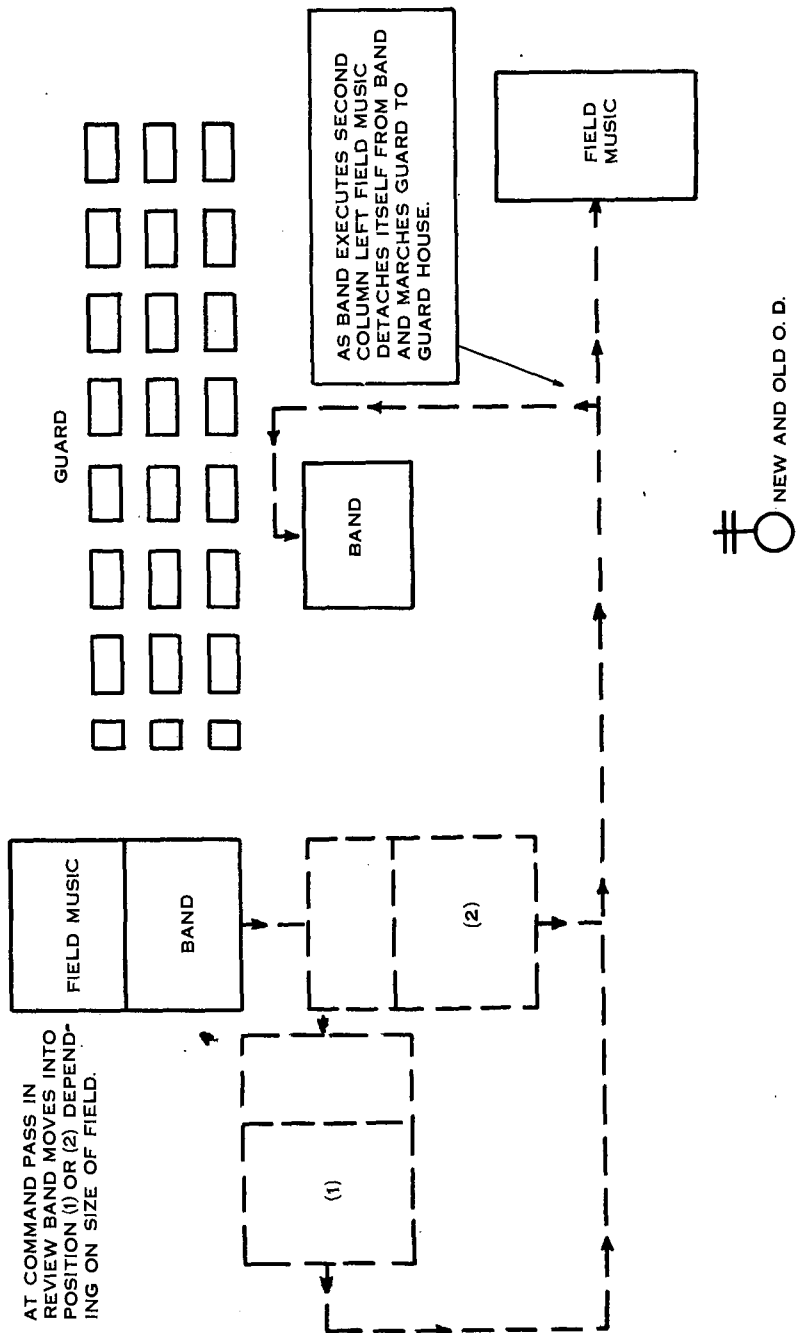 AT COMMAND PASS IN
REVIEW BAND MOVES INTO
POSITION (1) OR (2) DEPEND-
ING ON SIZE OF FIELD.
FIELD MUSIC
BAND
(1)
(2)
GUARD
BAND
AS BAND EXECUTES SECOND
COLUMN LEFT FIELD MUSIC
DETACHES ITSELF FROM BAND
AND MARCHES GUARD TO
GUARD HOUSE.
FIELD
MUSIC
NEW AND OLD O. D.